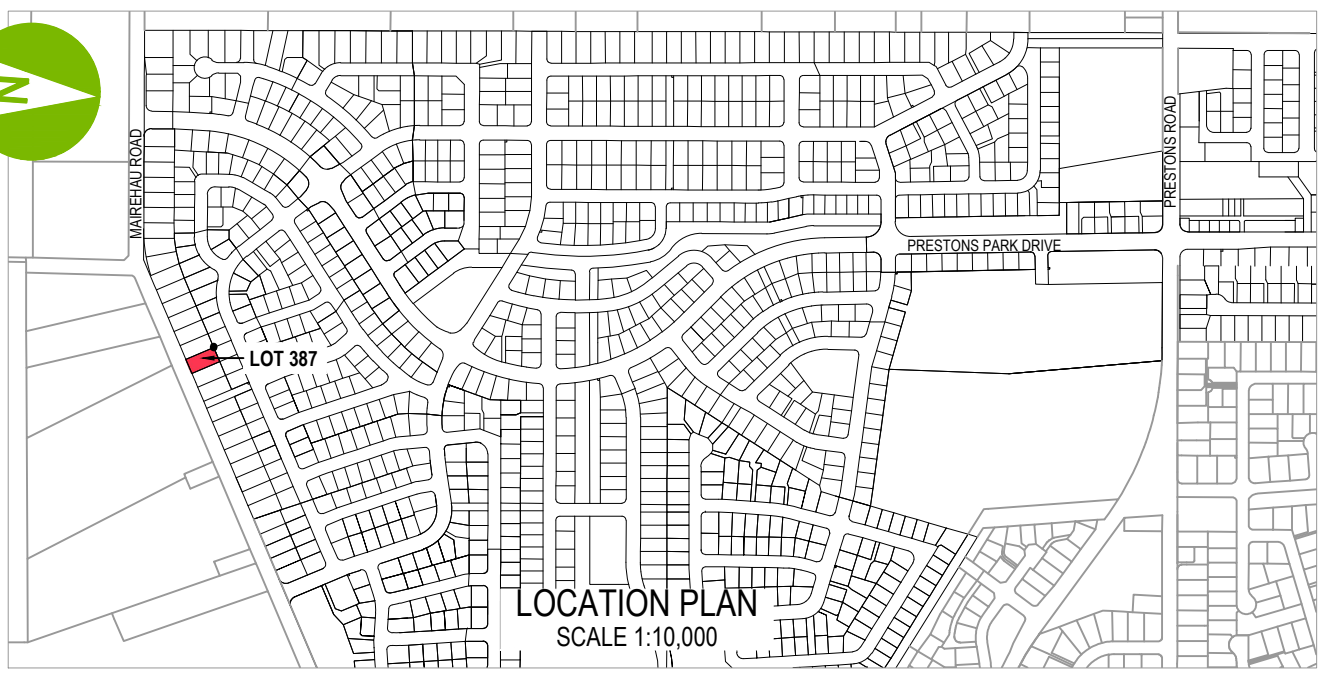 N
MAIREHAU ROAD
PRESTONS ROAD
PRESTONS PARK DRIVE
LOT 387
LOCATION PLAN
SCALE 1:10,000